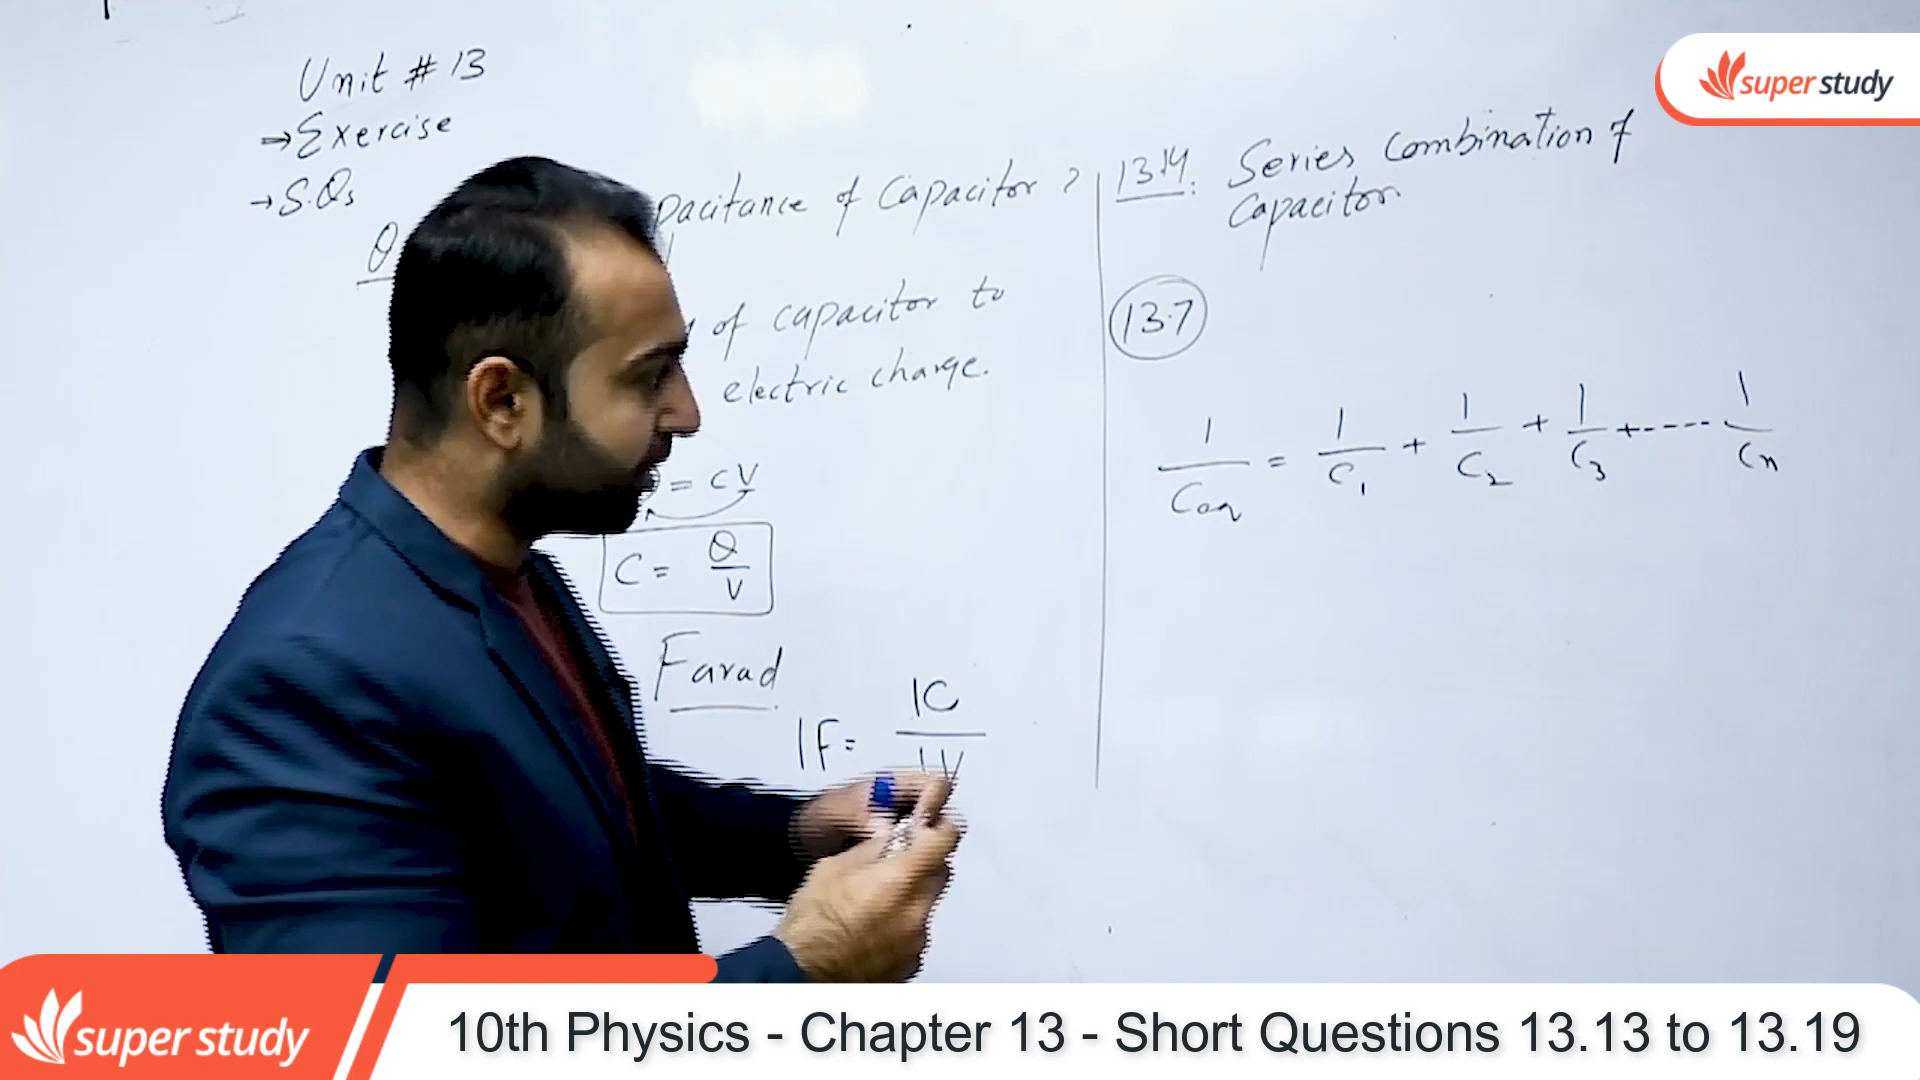 Unit # 13
→ Exercise
→ S.Qs
Q
pacitance of Capacitor ?
of capacitor to
electric charge.
= CV
C = Q/V
Farad
1F = 1C/1V
13.14: Series Combination of
Capacitor
13.7
1/Ceq = 1/C1 + 1/C2 + 1/C3 +----- 1/Cn
super study
super study
10th Physics - Chapter 13 - Short Questions 13.13 to 13.19